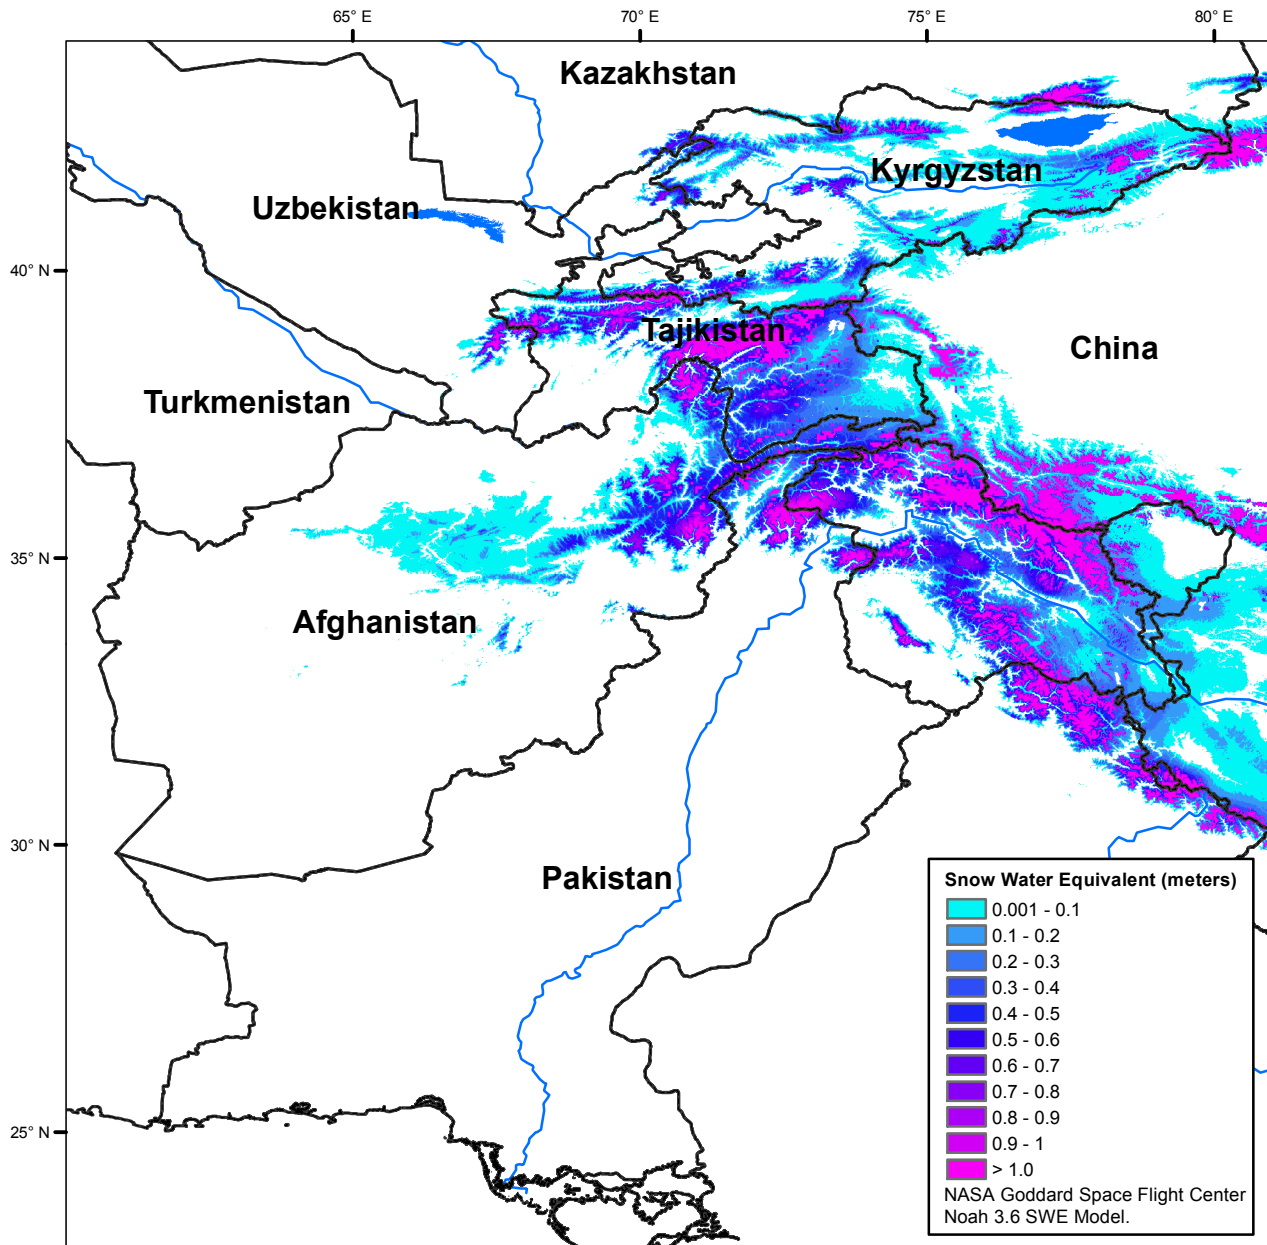 65° E
70° E
75° E
80° E
Kazakhstan
Kyrgyzstan
Uzbekistan
40° N
Tajikistan
China
Turkmenistan
35° N
Afghanistan
30° N
Pakistan
25° N
Snow Water Equivalent (meters)
0.001 - 0.1
0.1 - 0.2
0.2 - 0.3
0.3 - 0.4
0.4 - 0.5
0.5 - 0.6
0.6 - 0.7
0.7 - 0.8
0.8 - 0.9
0.9 - 1
> 1.0
NASA Goddard Space Flight Center
Noah 3.6 SWE Model.